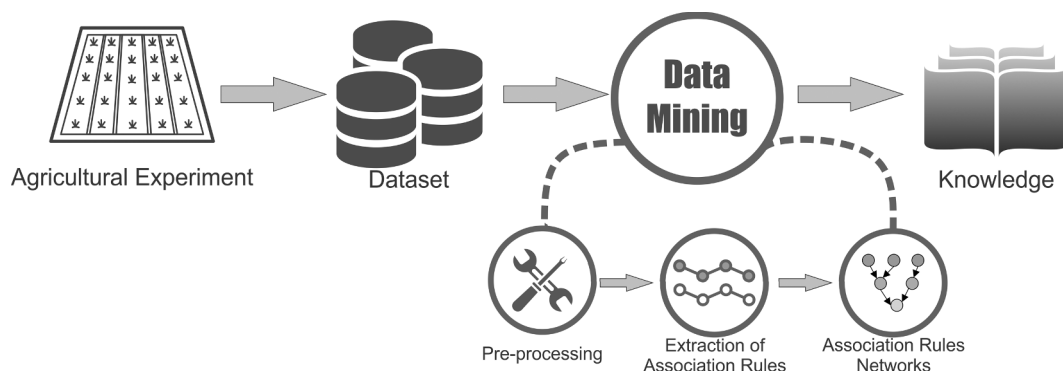 Data
Mining
Agricultural Experiment
Dataset
Knowledge
Pre-processing
Extraction of
Association Rules
Association Rules
Networks